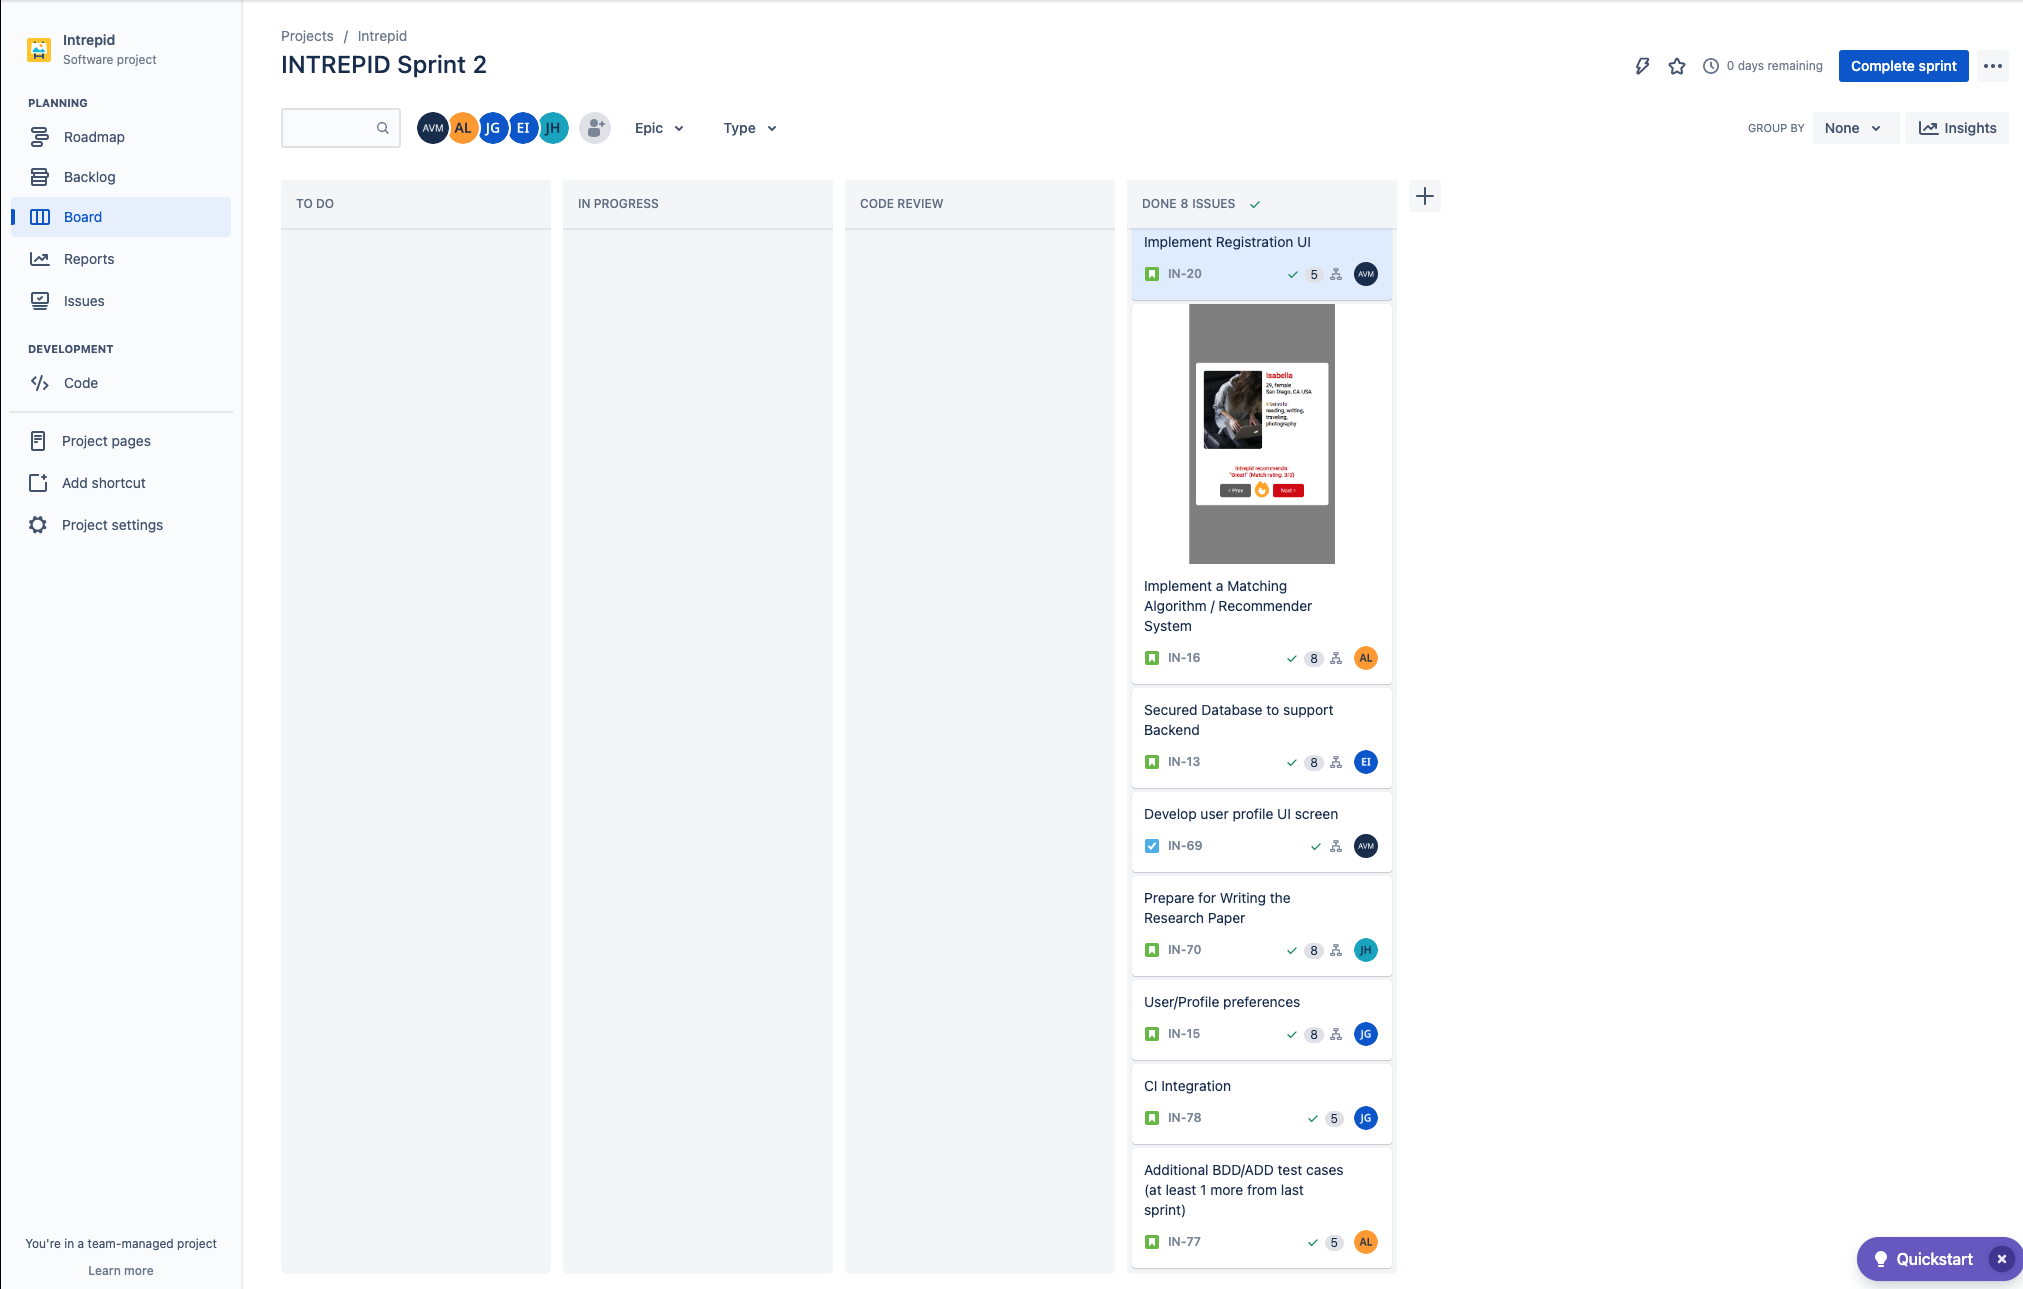 Intrepid
Software project
PLANNING
Roadmap
Backlog
Board
Reports
Issues
DEVELOPMENT
Code
Project pages
Add shortcut
Project settings
You're in a team-managed project
Learn more
Projects / Intrepid
INTREPID Sprint 2
0 days remaining
Complete sprint
AVM AL JG EI JH
Epic
Type
GROUP BY
None
Insights
TO DO
IN PROGRESS
CODE REVIEW
DONE 8 ISSUES
Implement Registration UI
IN-20 5 AVM
Isabella
29, female
San Diego, CA USA
Interests:
reading, writing,
traveling,
photography
Intrepid recommends:
"Great!" (Match rating: 3/3)
< Prev
Next >
Implement a Matching
Algorithm / Recommender
System
IN-16 8 AL
Secured Database to support
Backend
IN-13 8 EI
Develop user profile UI screen
IN-69 AVM
Prepare for Writing the
Research Paper
IN-70 8 JH
User/Profile preferences
IN-15 8 JG
CI Integration
IN-78 5 JG
Additional BDD/ADD test cases
(at least 1 more from last
sprint)
IN-77 5 AL
Quickstart